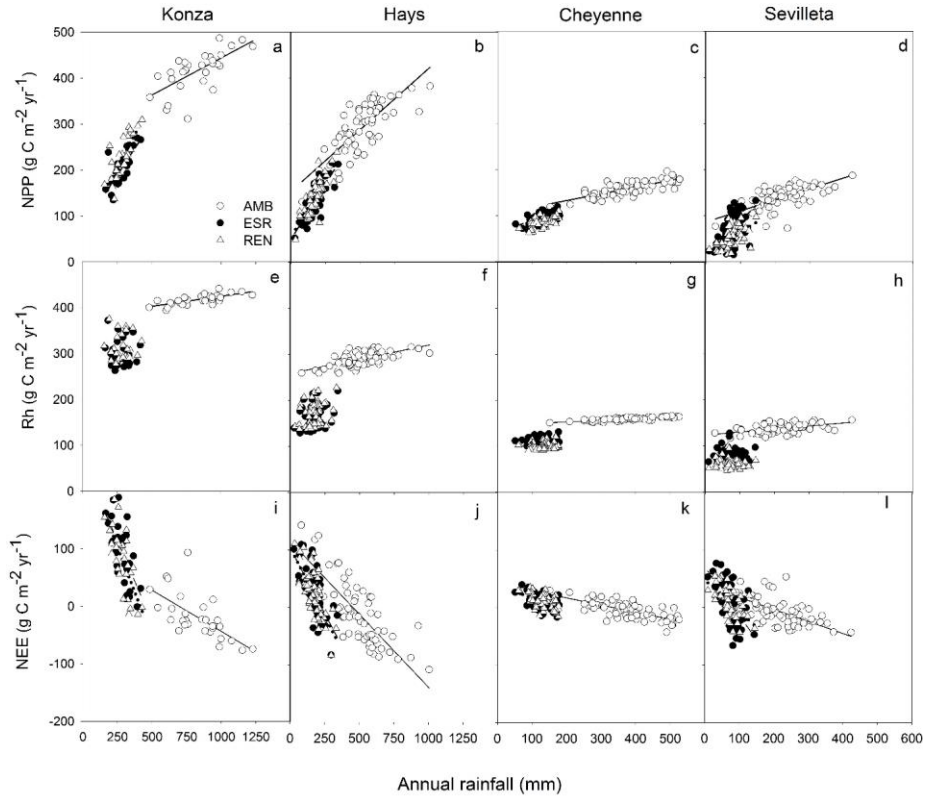 Konza Hays Cheyenne Sevilleta
500 a b c d
400
300
NPP (g C m⁻² yr⁻¹)
200
○ AMB
100 ● ESR
△ REN
0
e f g h
400
300
Rh (g C m⁻² yr⁻¹)
200
100
0
i j k l
100
NEE (g C m⁻² yr⁻¹)
0
-100
-200
0 250 500 750 1000 1250 0 250 500 750 1000 0 100 200 300 400 500 0 100 200 300 400 500 600
Annual rainfall (mm)